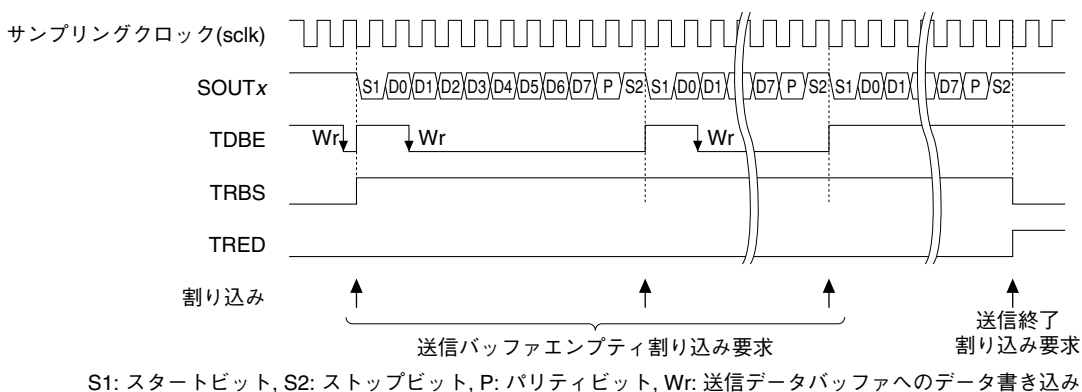 サンプリングクロック(sclk)
SOUTx S1 D0 D1 D2 D3 D4 D5 D6 D7 P S2 S1 D0 D1 D7 P S2 S1 D0 D1 D7 P S2
TDBE Wr Wr Wr
TRBS
TRED
割り込み
送信バッファエンプティ割り込み要求
送信終了
割り込み要求
S1: スタートビット, S2: ストップビット, P: パリティビット, Wr: 送信データバッファへのデータ書き込み